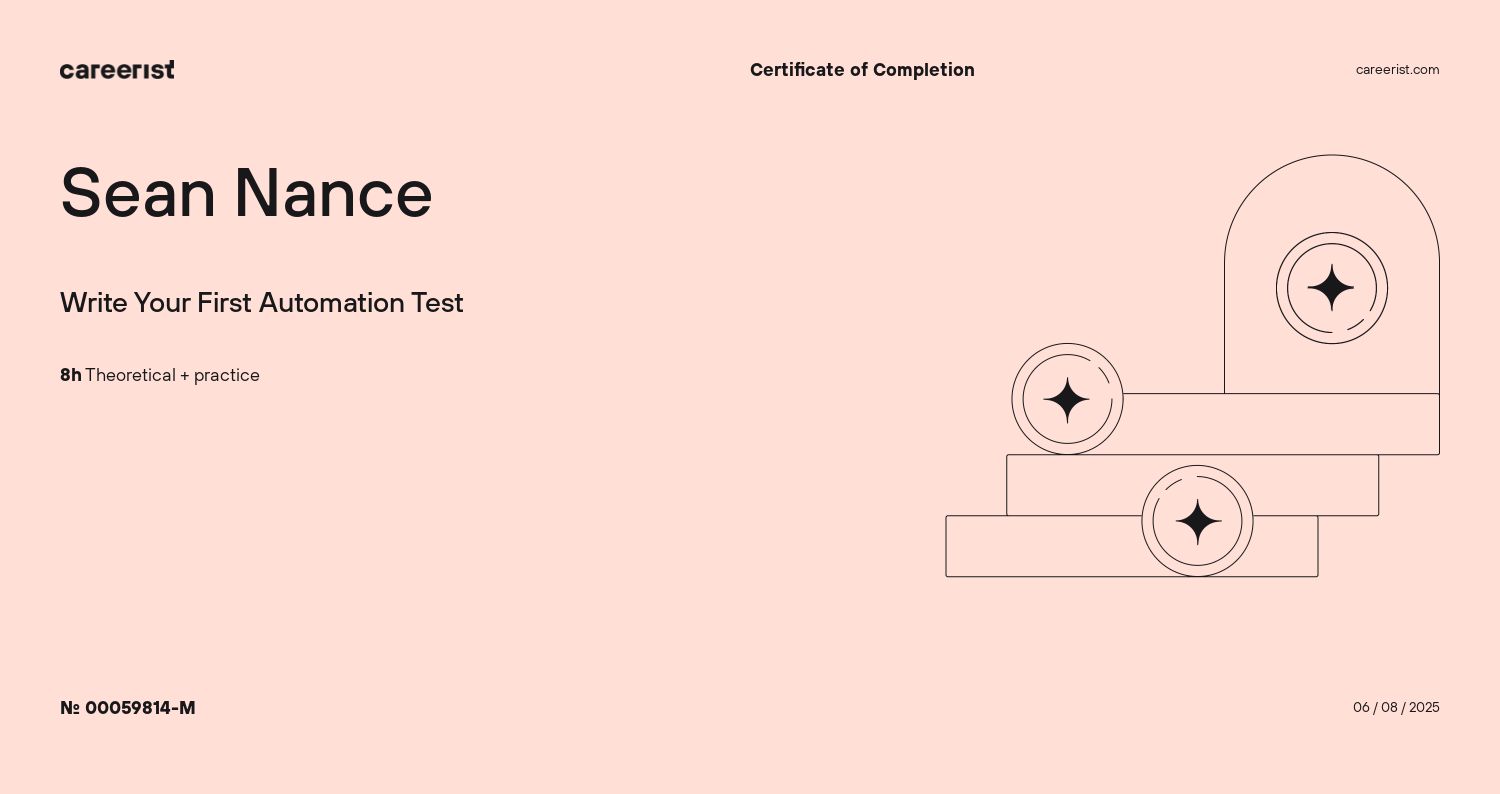 careerist
Certificate of Completion
careerist.com
Sean Nance
Write Your First Automation Test
8h Theoretical + practice
№ 00059814-M
06 / 08 / 2025